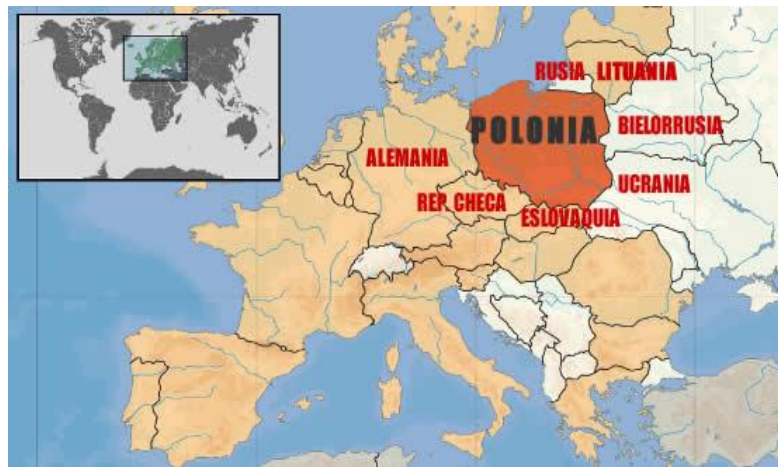 RUSIA LITUANIA
POLONIA
BIELORRUSIA
ALEMANIA
UCRANIA
REP CHECA
ESLOVAQUIA